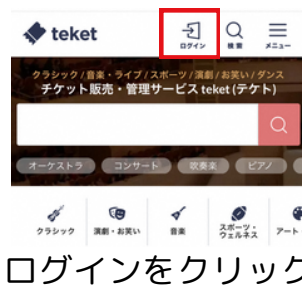 teket
ログイン
検索
メニュー
クラシック / 音楽・ライブ / スポーツ / 演劇 / お笑い / ダンス
チケット販売・管理サービス teket (テケト)
オーケストラ コンサート 吹奏楽 ピアノ
クラシック 演劇・お笑い 音楽 スポーツ・ウェルネス アート
ログインをクリック